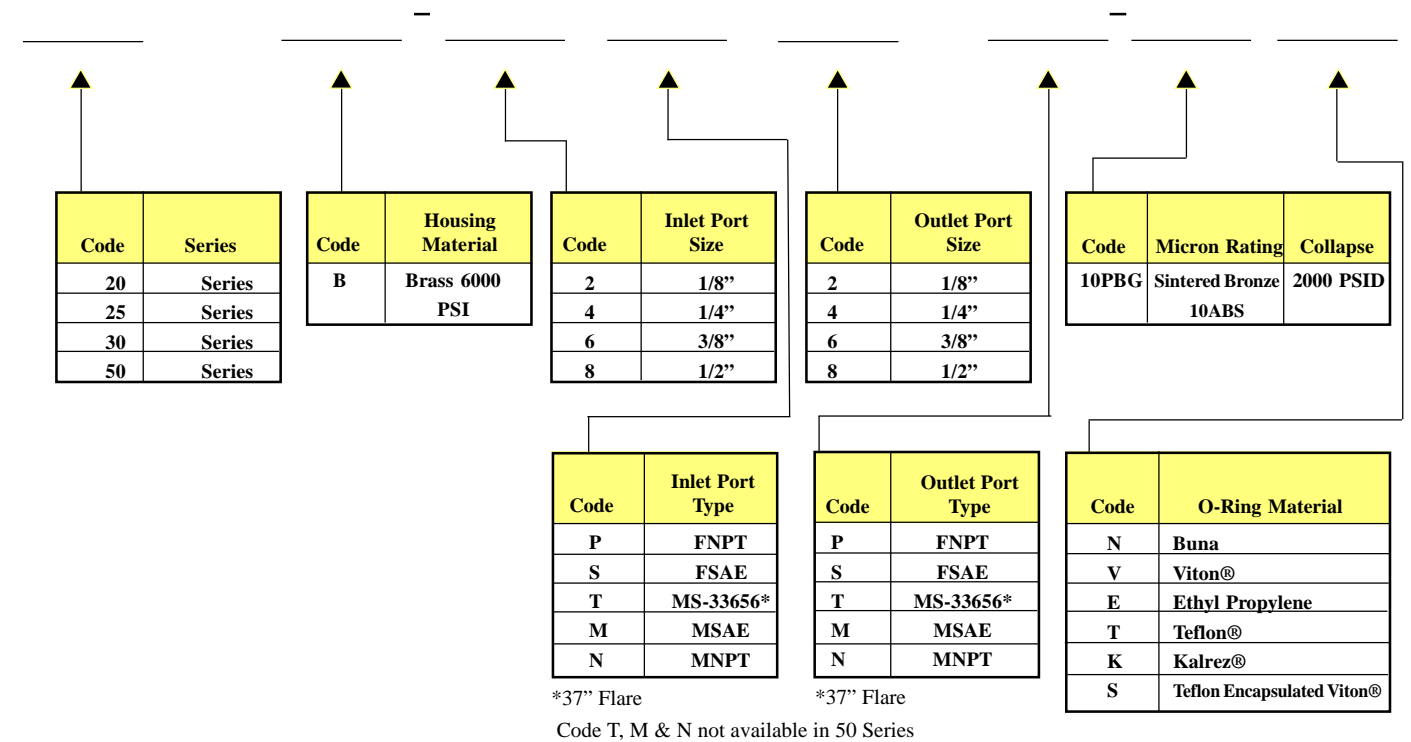 – –
Code Series
20 Series
25 Series
30 Series
50 Series
Code Housing Material
B Brass 6000 PSI
Code Inlet Port Size
2 1/8”
4 1/4”
6 3/8”
8 1/2”
Code Outlet Port Size
2 1/8”
4 1/4”
6 3/8”
8 1/2”
Code Micron Rating Collapse
10PBG Sintered Bronze 10ABS 2000 PSID
Code Inlet Port Type
P FNPT
S FSAE
T MS-33656*
M MSAE
N MNPT
*37” Flare
Code Outlet Port Type
P FNPT
S FSAE
T MS-33656*
M MSAE
N MNPT
*37” Flare
Code T, M & N not available in 50 Series
Code O-Ring Material
N Buna
V Viton®
E Ethyl Propylene
T Teflon®
K Kalrez®
S Teflon Encapsulated Viton®